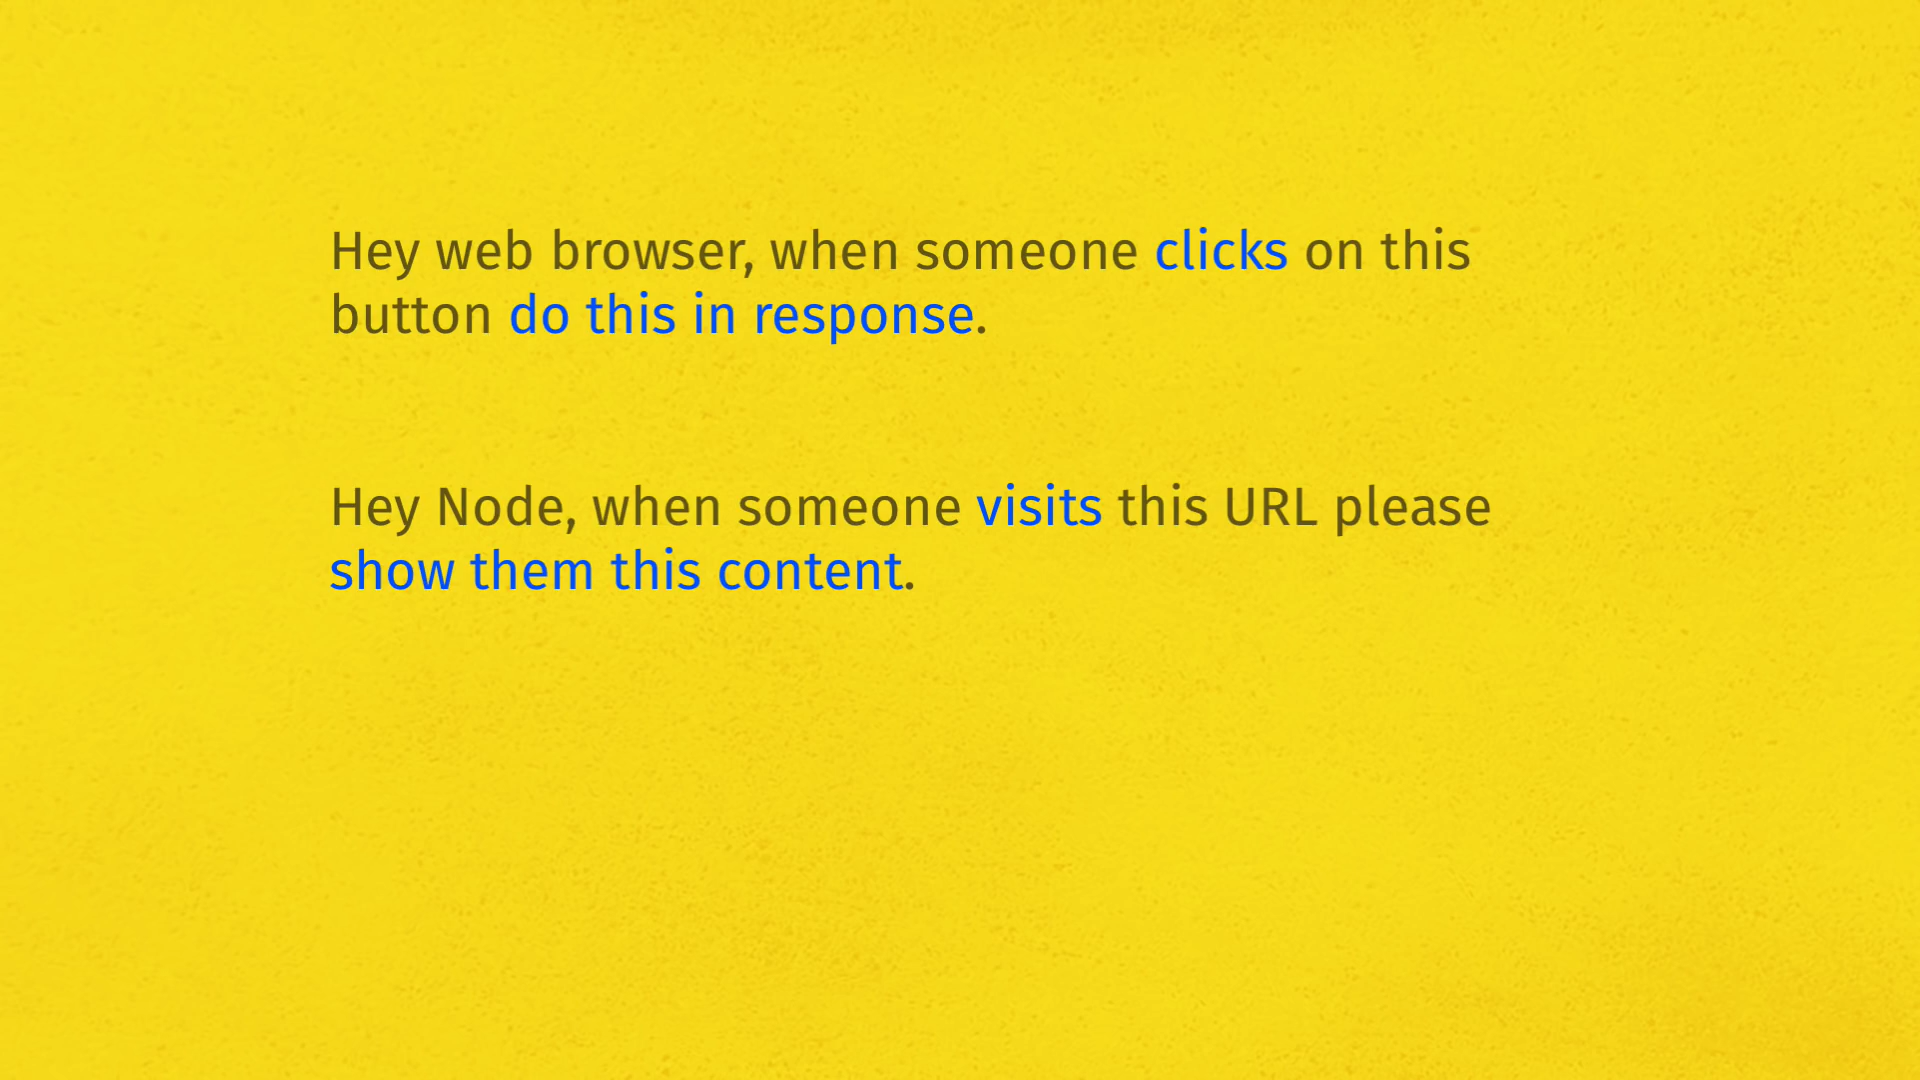 Hey web browser, when someone clicks on this
button do this in response.
Hey Node, when someone visits this URL please
show them this content.